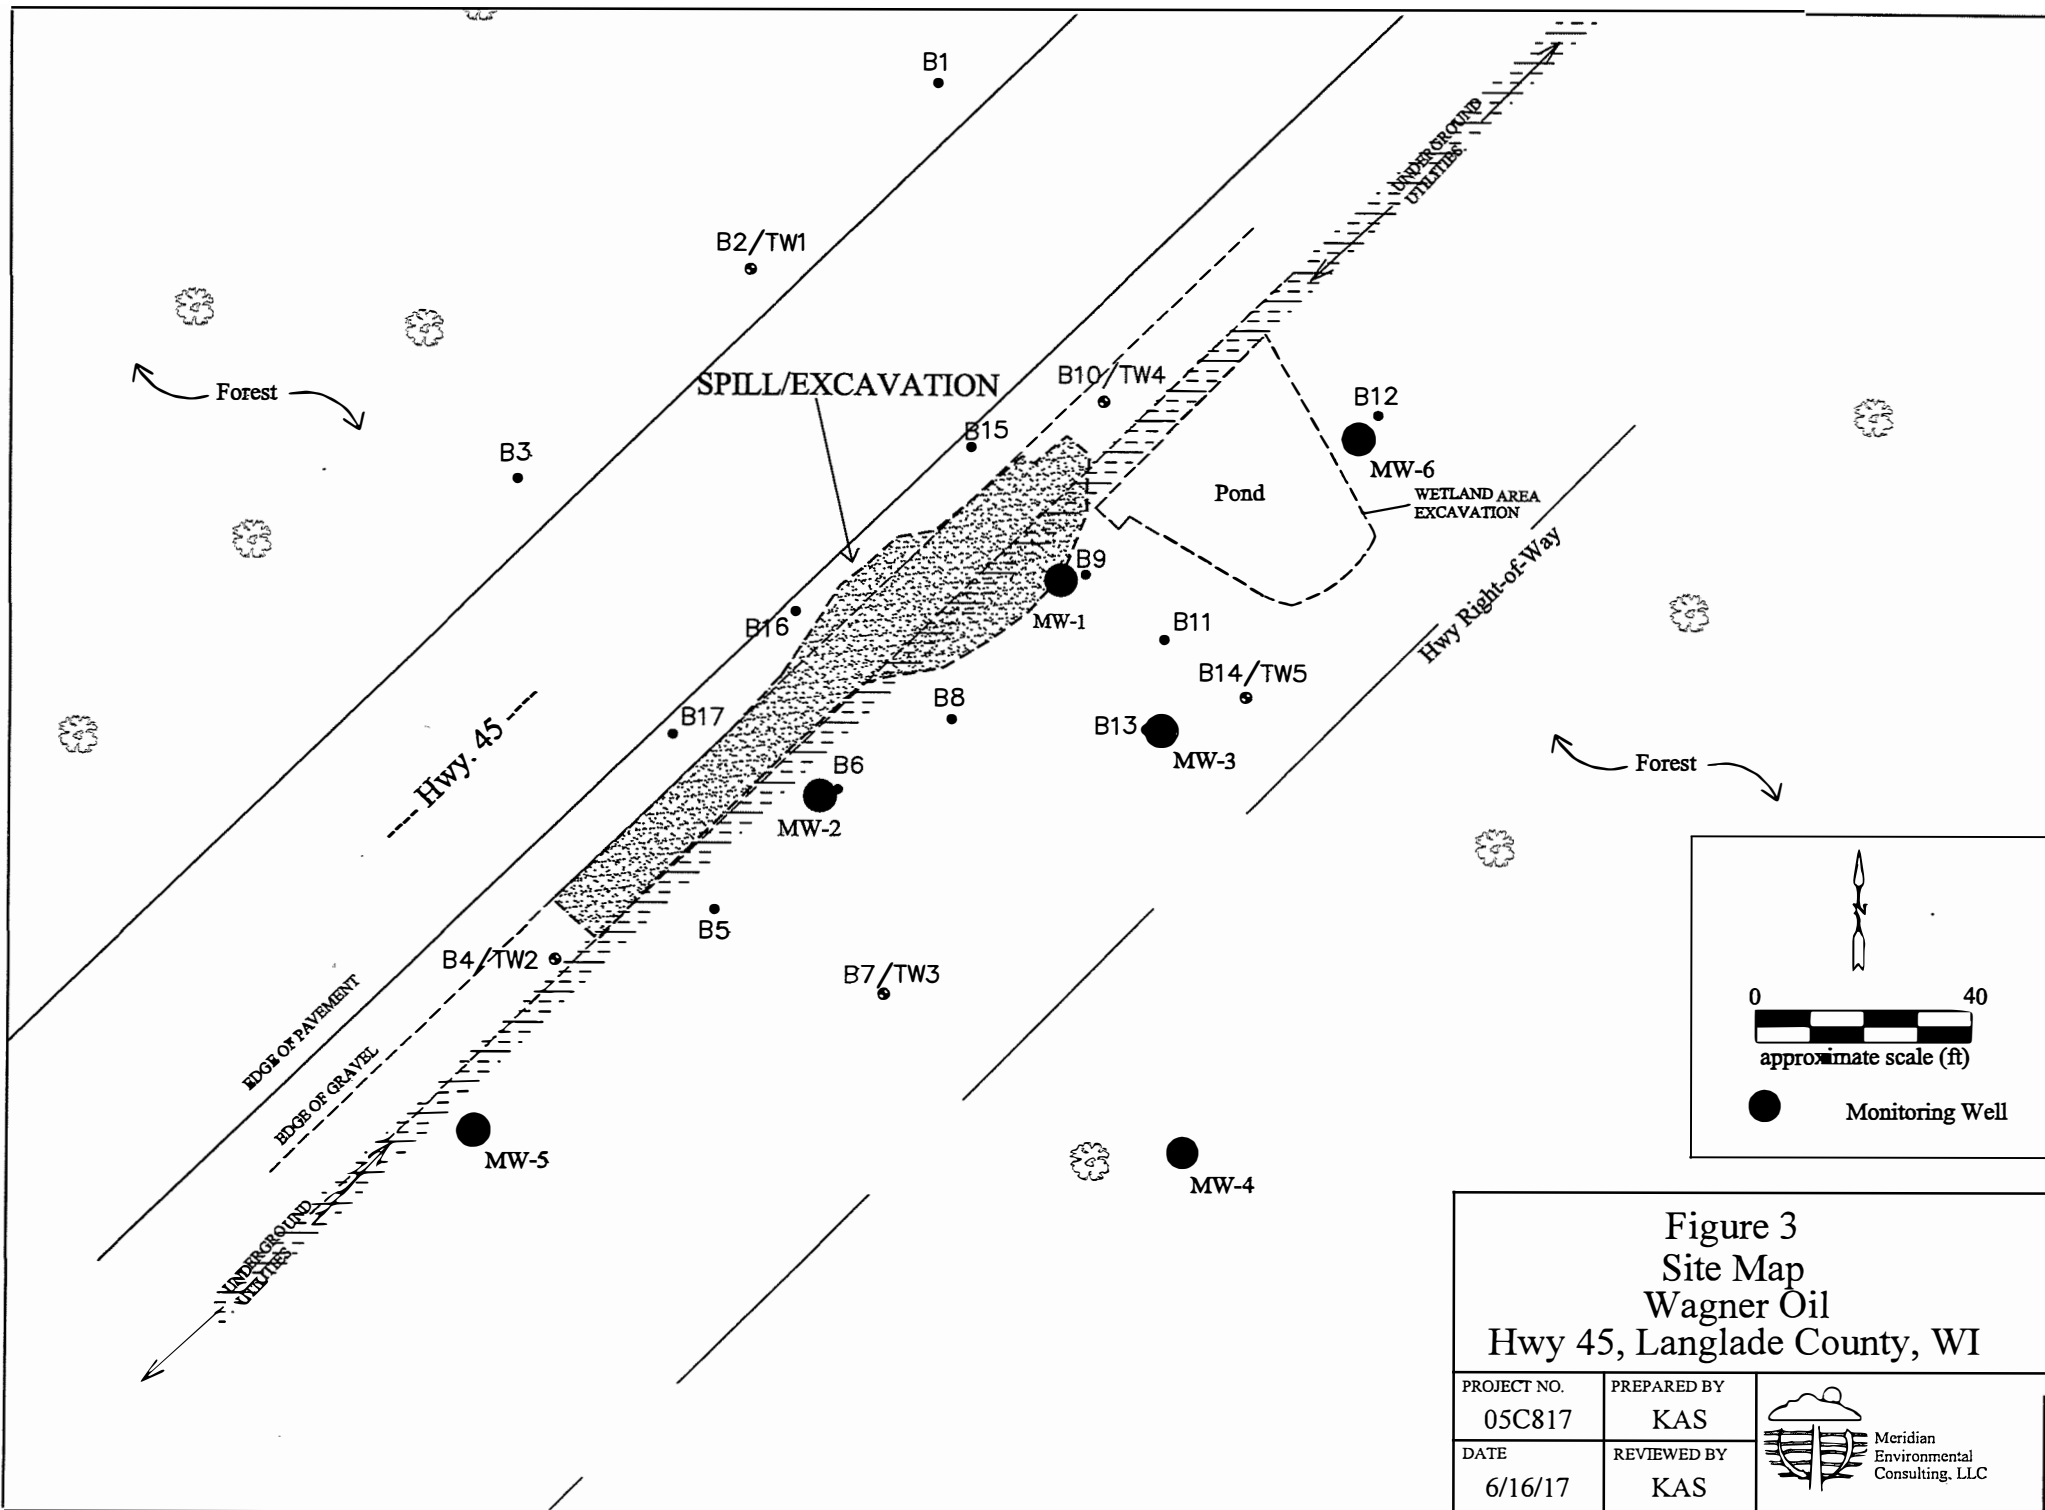 B1
UNDERGROUND
UTILITIES
B2/TW1
B10/TW4
SPILL/EXCAVATION
Forest
B12
B15
B3
MW-6
Pond
WETLAND AREA
EXCAVATION
B9
Hwy Right-of-Way
MW-1
B16
B11
B14/TW5
B8
B17
B13
MW-3
Hwy. 45
B6
Forest
MW-2
B5
B4/TW2
B7/TW3
EDGE OF PAVEMENT
EDGE OF GRAVEL
N
0 40
approximate scale (ft)
Monitoring Well
MW-5
MW-4
UNDERGROUND
UTILITIES
Figure 3
Site Map
Wagner Oil
Hwy 45, Langlade County, WI
PROJECT NO.
05C817
PREPARED BY
KAS
DATE
6/16/17
REVIEWED BY
KAS
Meridian
Environmental
Consulting, LLC